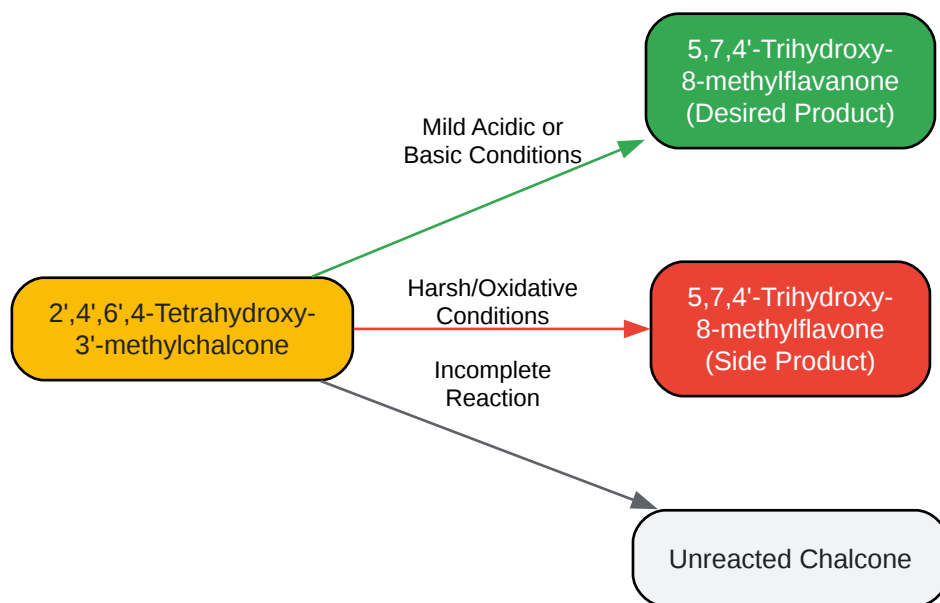 5,7,4'-Trihydroxy-
8-methylflavanone
(Desired Product)
Mild Acidic or
Basic Conditions
2',4',6',4-Tetrahydroxy-
3'-methylchalcone
Harsh/Oxidative
Conditions
5,7,4'-Trihydroxy-
8-methylflavone
(Side Product)
Incomplete
Reaction
Unreacted Chalcone